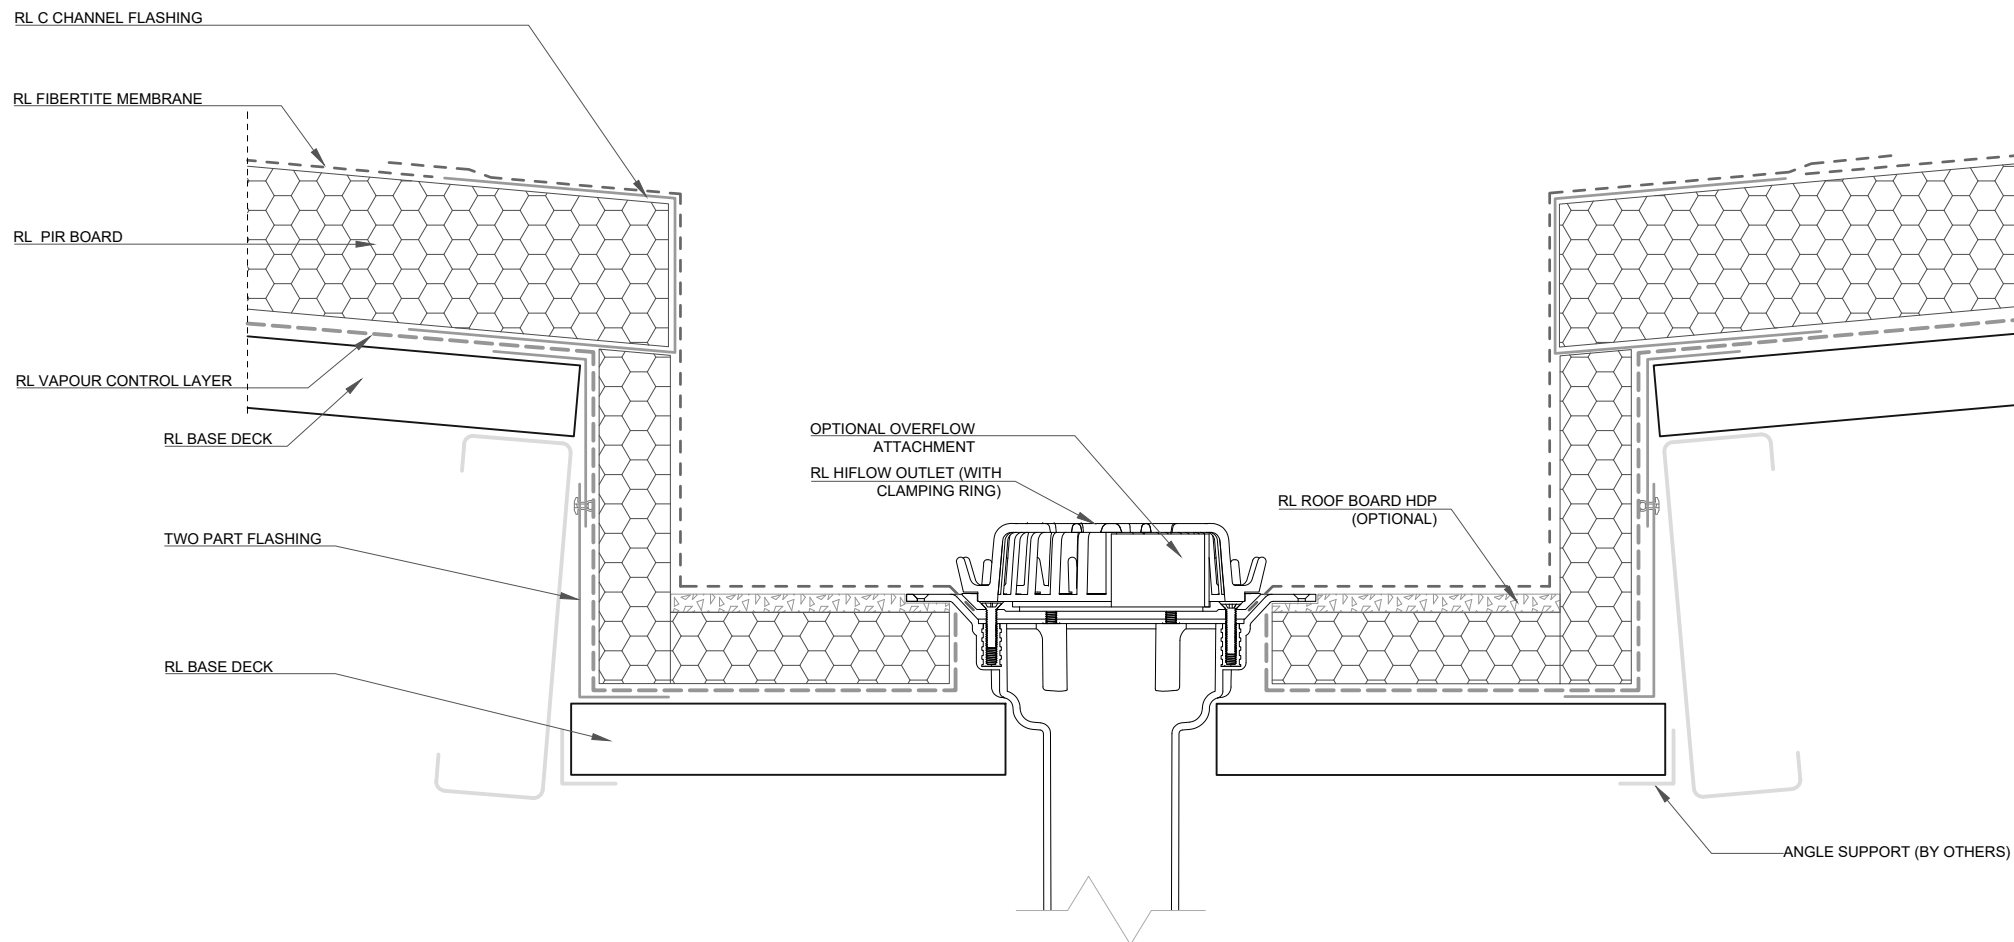 RL C CHANNEL FLASHING
RL FIBERTITE MEMBRANE
RL PIR BOARD
RL VAPOUR CONTROL LAYER
RL BASE DECK
OPTIONAL OVERFLOW
ATTACHMENT
RL HIFLOW OUTLET (WITH
CLAMPING RING)
RL ROOF BOARD HDP
(OPTIONAL)
TWO PART FLASHING
RL BASE DECK
ANGLE SUPPORT (BY OTHERS)